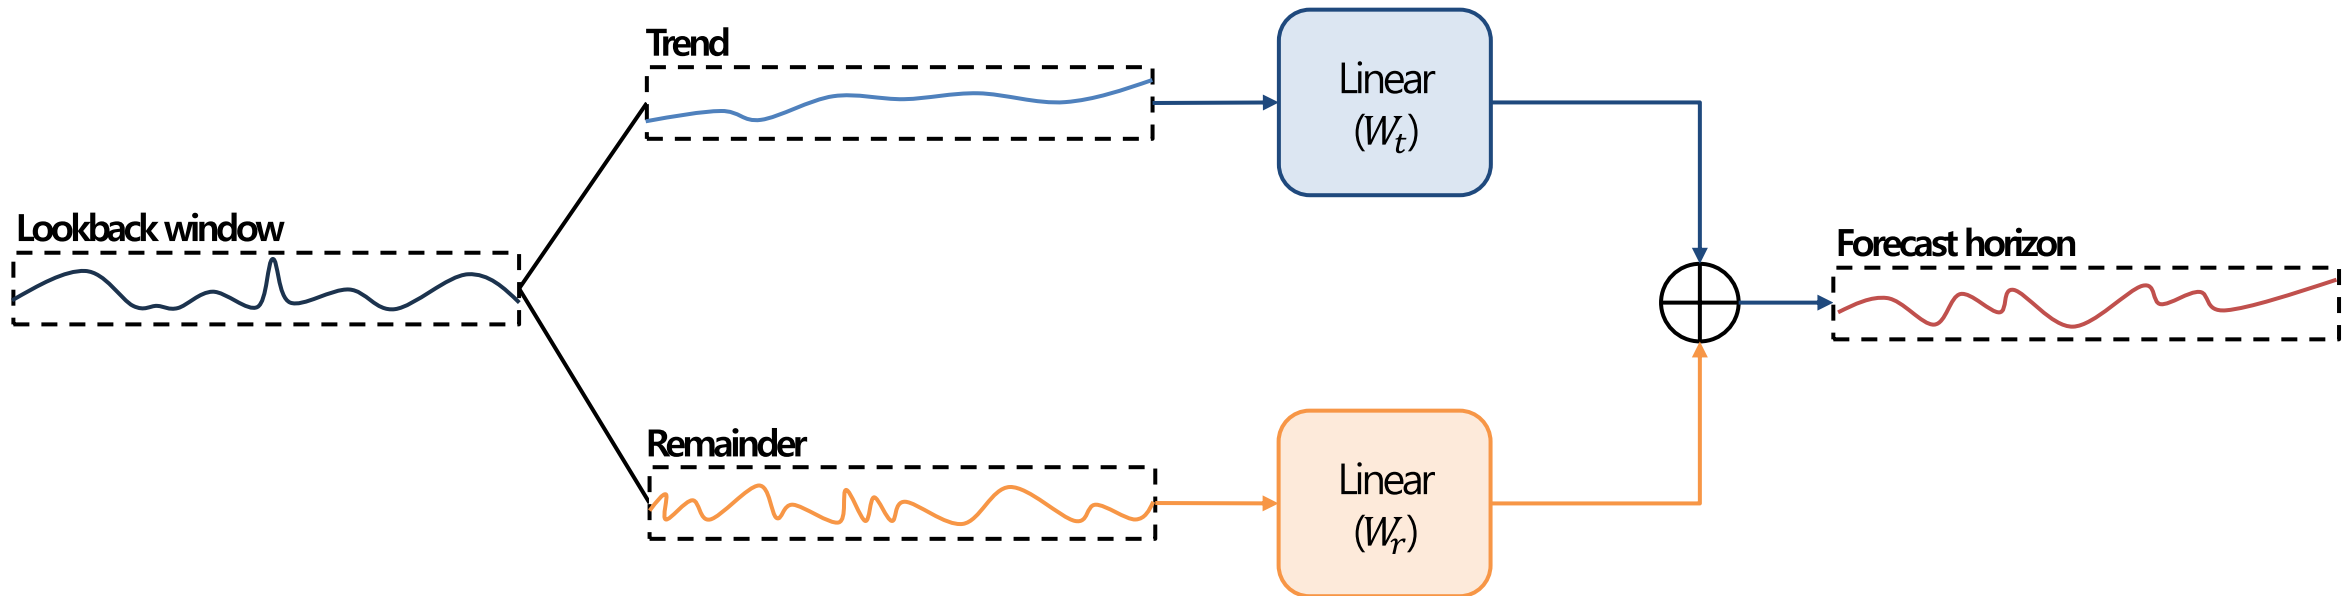 Trend
Linear
(W_t)
Lookback window
Forecast horizon
Remainder
Linear
(W_r)